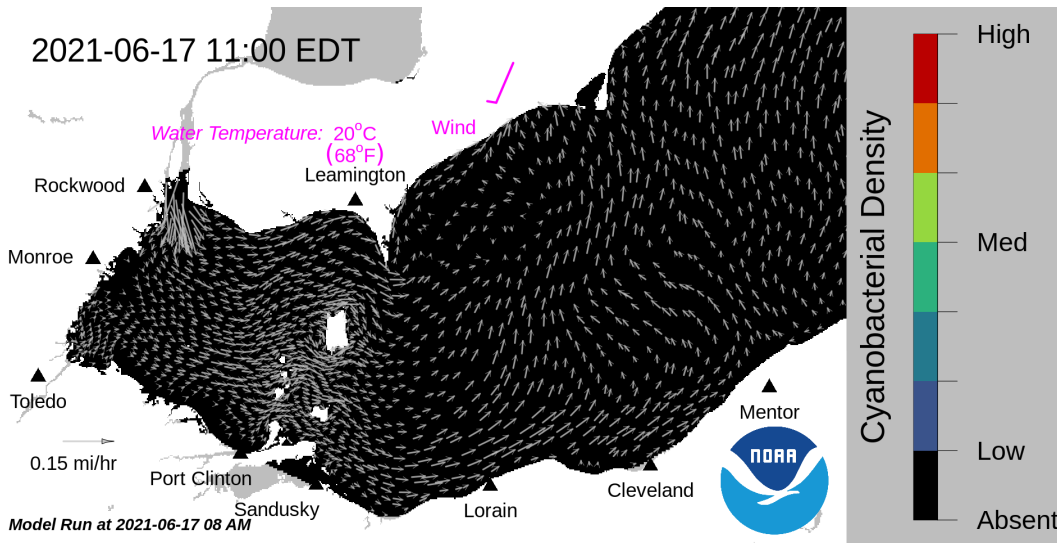 2021-06-17 11:00 EDT
Water Temperature: 20°C
(68°F)
Wind
Leamington
Rockwood
Monroe
Toledo
0.15 mi/hr
Port Clinton
Sandusky
Lorain
Cleveland
Mentor
NOAA
Model Run at 2021-06-17 08 AM
Cyanobacterial Density
High
Med
Low
Absent